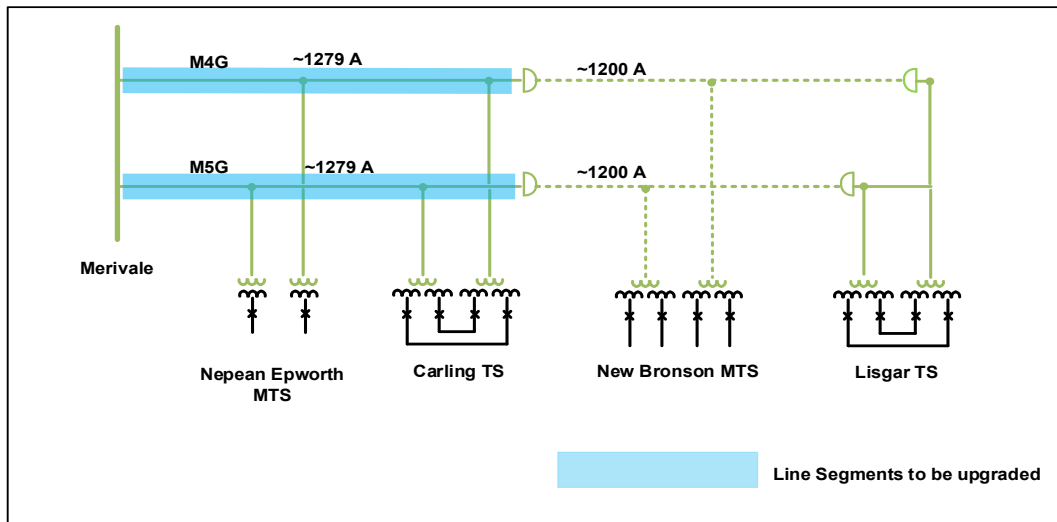 M4G
~1279 A
~1200 A
M5G
~1279 A
~1200 A
Merivale
Nepean Epworth
MTS
Carling TS
New Bronson MTS
Lisgar TS
Line Segments to be upgraded